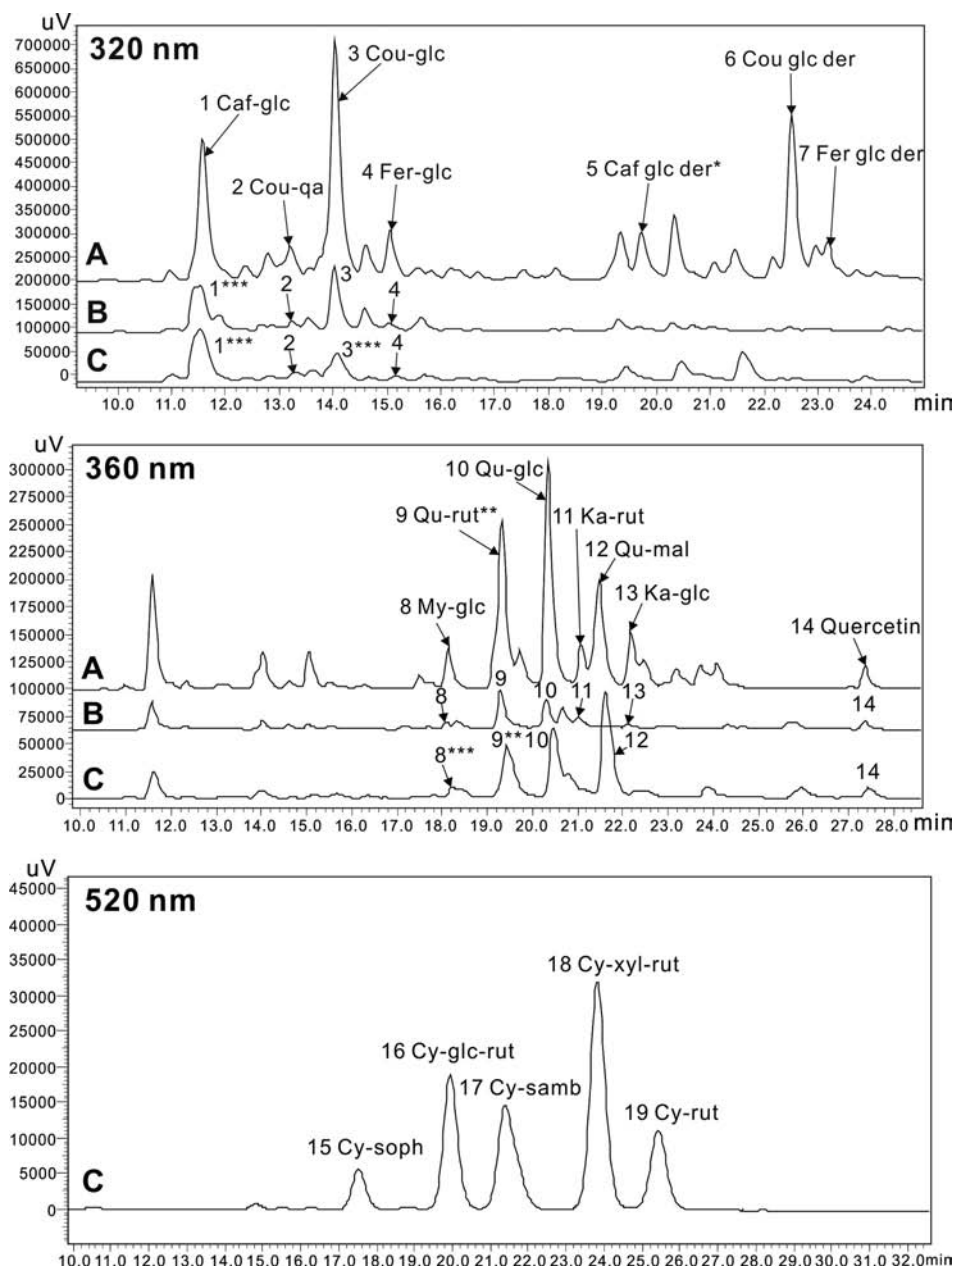 uV
320 nm
700000
650000
600000
550000
500000
450000
400000
350000
300000
250000
200000
150000
100000
50000
0
3 Cou-glc
6 Cou glc der
1 Caf-glc
7 Fer glc der
4 Fer-glc
5 Caf glc der*
2 Cou-qa
A
1***
2
3
4
B
1***
2
3***
4
C
10.0 11.0 12.0 13.0 14.0 15.0 16.0 17.0 18.0 19.0 20.0 21.0 22.0 23.0 24.0 min
uV
360 nm
300000
275000
250000
225000
200000
175000
150000
125000
100000
75000
50000
25000
0
10 Qu-glc
9 Qu-rut**
11 Ka-rut
12 Qu-mal
13 Ka-glc
8 My-glc
14 Quercetin
A
8
9
10
11
13
14
B
8***
9**
10
12
14
C
10.0 11.0 12.0 13.0 14.0 15.0 16.0 17.0 18.0 19.0 20.0 21.0 22.0 23.0 24.0 25.0 26.0 27.0 28.0 min
uV
520 nm
45000
40000
35000
30000
25000
20000
15000
10000
5000
0
18 Cy-xyl-rut
16 Cy-glc-rut
17 Cy-samb
19 Cy-rut
15 Cy-soph
C
10.0 11.0 12.0 13.0 14.0 15.0 16.0 17.0 18.0 19.0 20.0 21.0 22.0 23.0 24.0 25.0 26.0 27.0 28.0 29.0 30.0 31.0 32.0 min